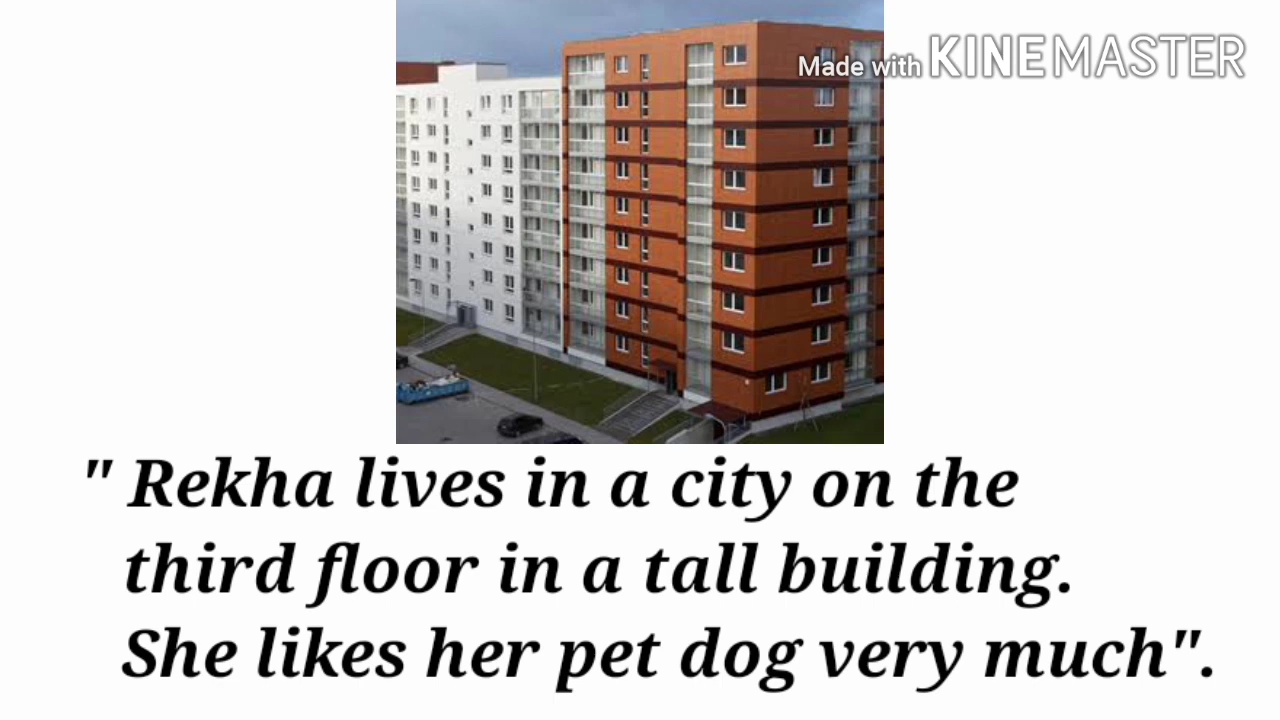 Made with KINEMASTER
" Rekha lives in a city on the
third floor in a tall building.
She likes her pet dog very much".